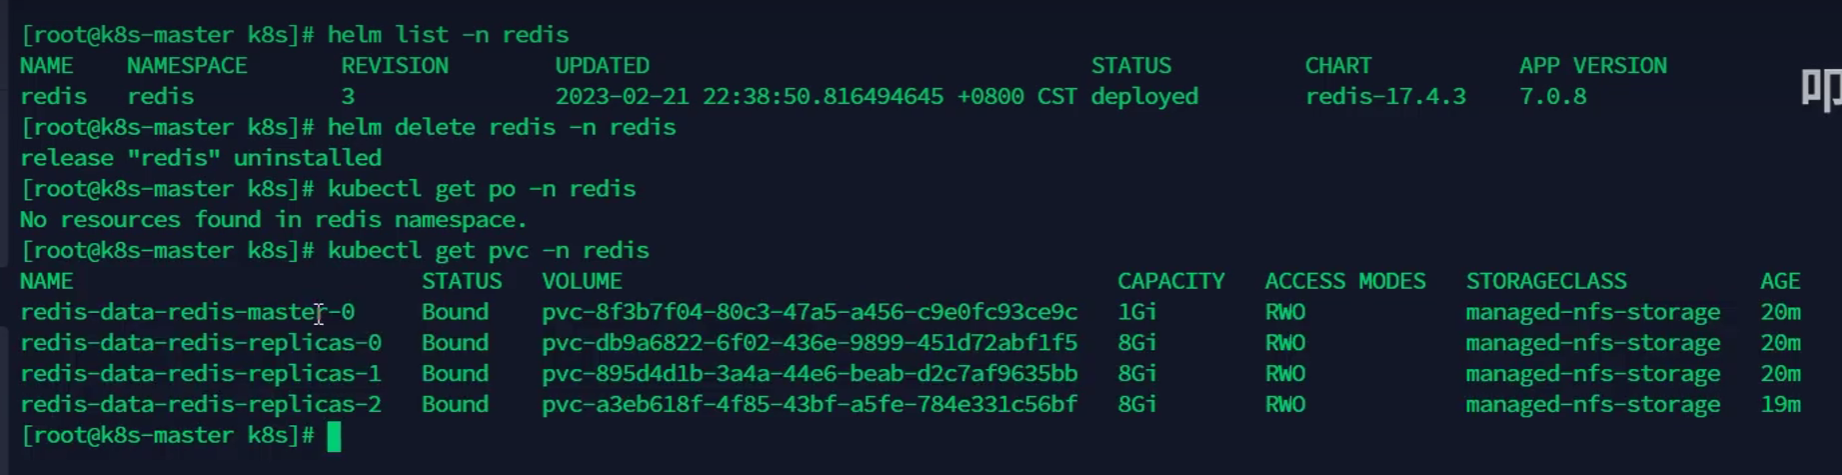 [root@k8s-master k8s]# helm list -n redis
NAME NAMESPACE REVISION UPDATED STATUS CHART APP VERSION
redis redis 3 2023-02-21 22:38:50.816494645 +0800 CST deployed redis-17.4.3 7.0.8
[root@k8s-master k8s]# helm delete redis -n redis
release "redis" uninstalled
[root@k8s-master k8s]# kubectl get po -n redis
No resources found in redis namespace.
[root@k8s-master k8s]# kubectl get pvc -n redis
NAME STATUS VOLUME CAPACITY ACCESS MODES STORAGECLASS AGE
redis-data-redis-master-0 Bound pvc-8f3b7f04-80c3-47a5-a456-c9e0fc93ce9c 1Gi RWO managed-nfs-storage 20m
redis-data-redis-replicas-0 Bound pvc-db9a6822-6f02-436e-9899-451d72abf1f5 8Gi RWO managed-nfs-storage 20m
redis-data-redis-replicas-1 Bound pvc-895d4d1b-3a4a-44e6-beab-d2c7af9635bb 8Gi RWO managed-nfs-storage 20m
redis-data-redis-replicas-2 Bound pvc-a3eb618f-4f85-43bf-a5fe-784e331c56bf 8Gi RWO managed-nfs-storage 19m
[root@k8s-master k8s]#